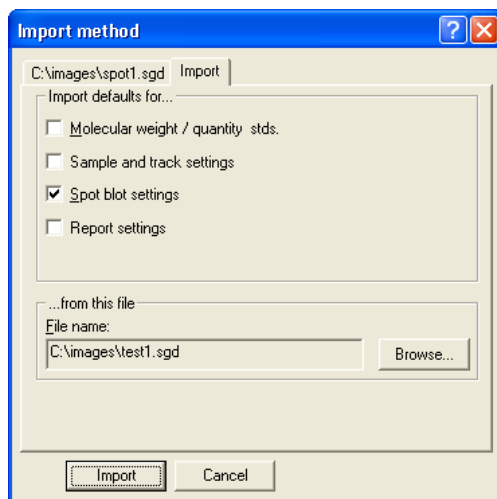 Import method
C:\images\spot1.sgd Import
Import defaults for...
Molecular weight / quantity stds.
Sample and track settings
Spot blot settings
Report settings
...from this file
File name:
C:\images\test1.sgd Browse...
Import Cancel